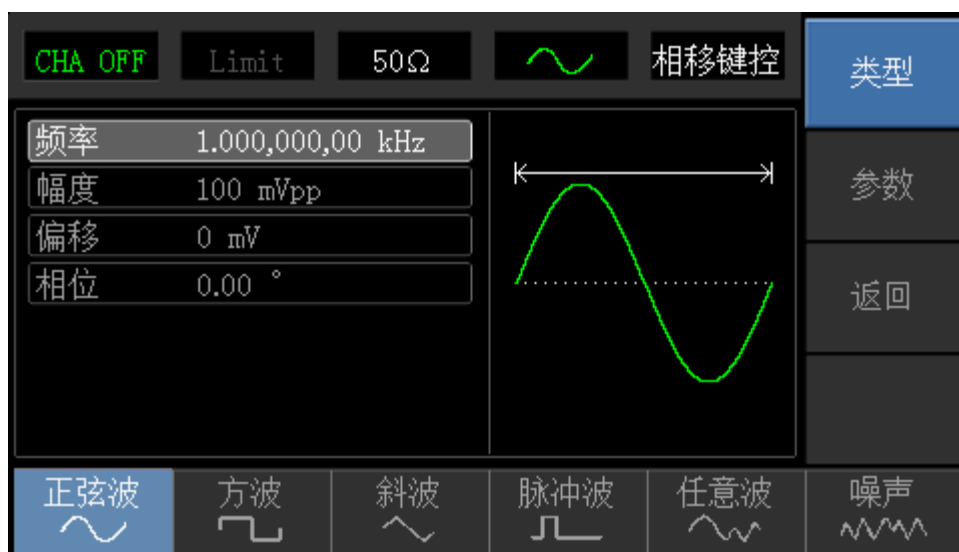 CHA OFF Limit 50Ω 相移键控 类型
频率 1.000,000,00 kHz
幅度 100 mVpp 参数
偏移 0 mV
相位 0.00 ° 返回
正弦波 方波 斜波 脉冲波 任意波 噪声